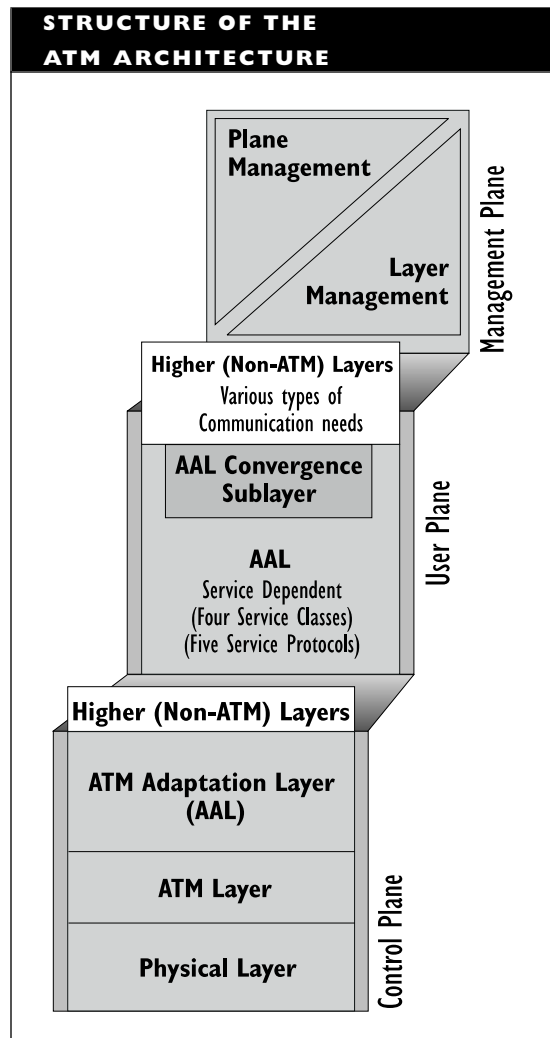 STRUCTURE OF THE
ATM ARCHITECTURE
Plane
Management
Layer
Management
Management Plane
Higher (Non-ATM) Layers
Various types of
Communication needs
AAL Convergence
Sublayer
AAL
Service Dependent
(Four Service Classes)
(Five Service Protocols)
User Plane
Higher (Non-ATM) Layers
ATM Adaptation Layer
(AAL)
ATM Layer
Physical Layer
Control Plane